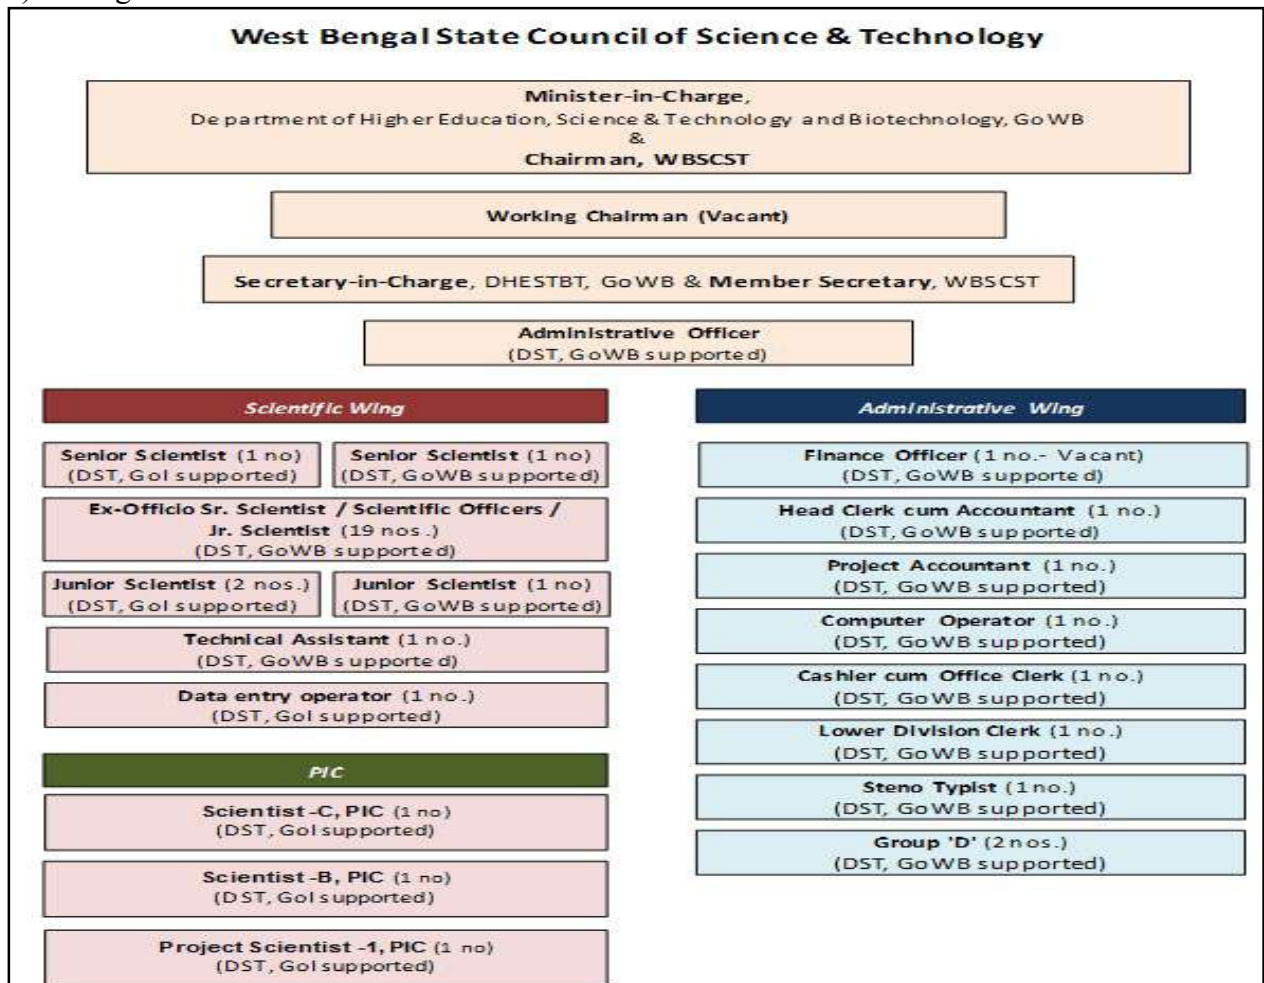 West Bengal State Council of Science & Technology
Minister-in-Charge,
Department of Higher Education, Science & Technology and Biotechnology, GoWB
&
Chairman, WBSCST
Working Chairman (Vacant)
Secretary-in-Charge, DHESTBT, GoWB & Member Secretary, WBSCST
Administrative Officer
(DST, GoWB supported)
Scientific Wing
Senior Scientist (1 no)
(DST, GoI supported)
Senior Scientist (1 no)
(DST, GoWB supported)
Ex-Officio Sr. Scientist / Scientific Officers /
Jr. Scientist (19 nos.)
(DST, GoWB supported)
Junior Scientist (2 nos.)
(DST, GoI supported)
Junior Scientist (1 no)
(DST, GoWB supported)
Technical Assistant (1 no.)
(DST, GoWB supported)
Data entry operator (1 no.)
(DST, GoI supported)
PIC
Scientist -C, PIC (1 no)
(DST, GoI supported)
Scientist -B, PIC (1 no)
(DST, GoI supported)
Project Scientist -1, PIC (1 no)
(DST, GoI supported)
Administrative Wing
Finance Officer (1 no.- Vacant)
(DST, GoWB supported)
Head Clerk cum Accountant (1 no.)
(DST, GoWB supported)
Project Accountant (1 no.)
(DST, GoWB supported)
Computer Operator (1 no.)
(DST, GoWB supported)
Cashier cum Office Clerk (1 no.)
(DST, GoWB supported)
Lower Division Clerk (1 no.)
(DST, GoWB supported)
Steno Typist (1 no.)
(DST, GoWB supported)
Group 'D' (2 nos.)
(DST, GoWB supported)